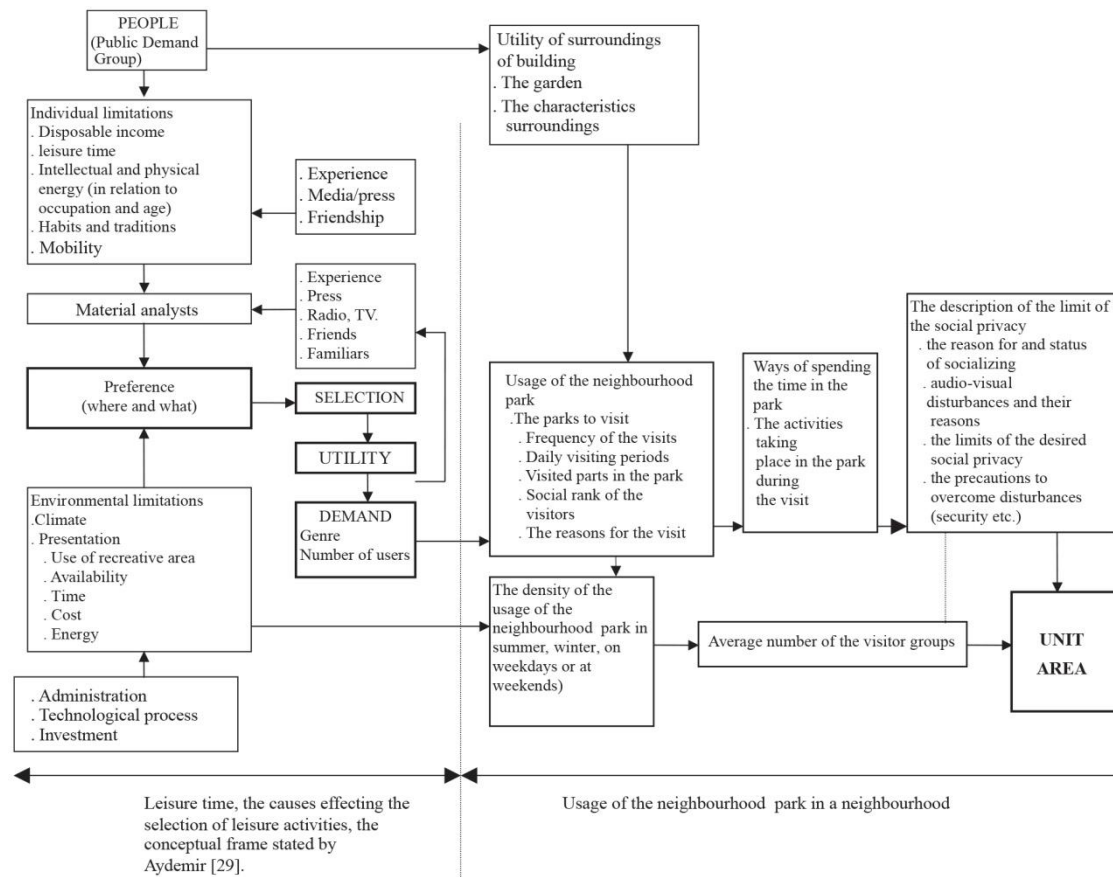 PEOPLE
(Public Demand
Group)
Individual limitations
. Disposable income
. leisure time
. Intellectual and physical
energy (in relation to
occupation and age)
. Habits and traditions
. Mobility
. Experience
. Media/press
. Friendship
Material analysts
. Experience
. Press
. Radio, TV.
. Friends
. Familiars
Preference
(where and what)
SELECTION
UTILITY
DEMAND
Genre
Number of users
Environmental limitations
.Climate
. Presentation
. Use of recreative area
. Availability
. Time
. Cost
. Energy
. Administration
. Technological process
. Investment
Utility of surroundings
of building
. The garden
. The characteristics
surroundings
Usage of the neighbourhood
park
.The parks to visit
. Frequency of the visits
. Daily visiting periods
. Visited parts in the park
. Social rank of the
visitors
. The reasons for the visit
Ways of spending
the time in the
park
. The activities
taking
place in the park
during
the visit
The description of the limit of
the social privacy
. the reason for and status
of socializing
. audio-visual
disturbances and their
reasons
. the limits of the desired
social privacy
. the precautions to
overcome disturbances
(security etc.)
The density of the
usage of the
neighbourhood park in
summer, winter, on
weekdays or at
weekends)
Average number of the visitor groups
UNIT
AREA
Leisure time, the causes effecting the
selection of leisure activities, the
conceptual frame stated by
Aydemir [29].
Usage of the neighbourhood park in a neighbourhood